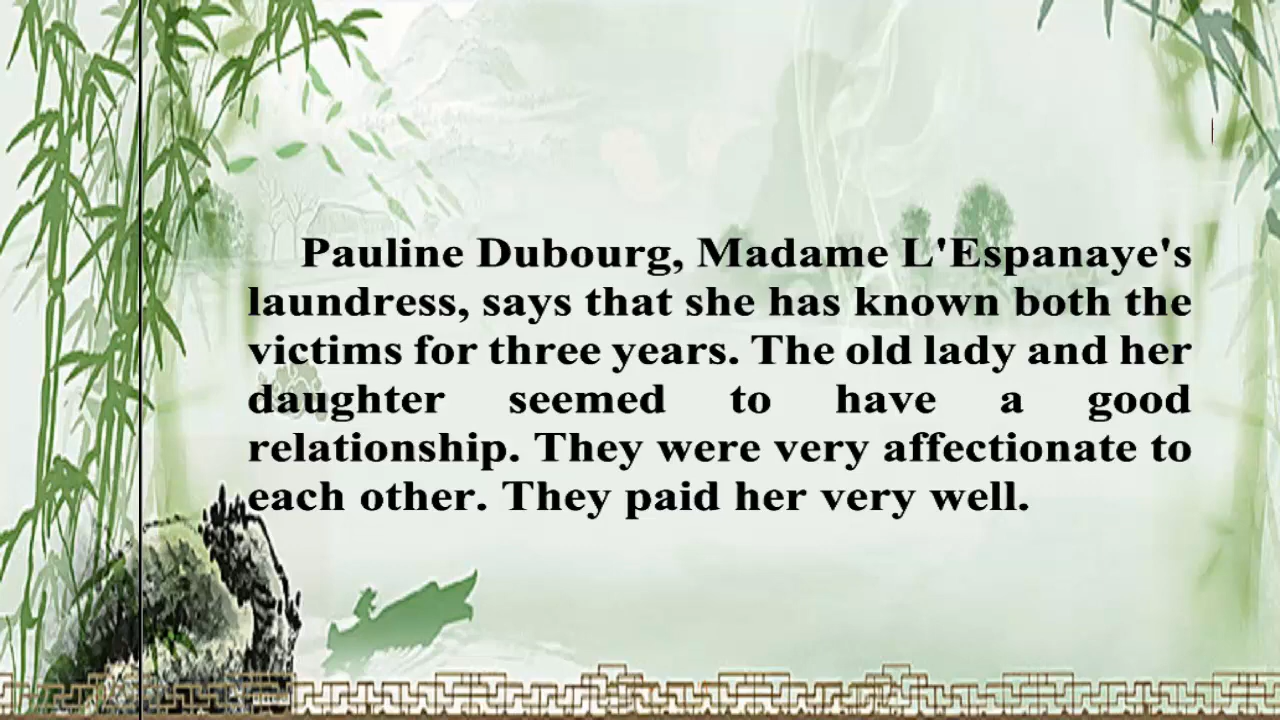 Pauline Dubourg, Madame L'Espanaye's
laundress, says that she has known both the
victims for three years. The old lady and her
daughter seemed to have a good
relationship. They were very affectionate to
each other. They paid her very well.